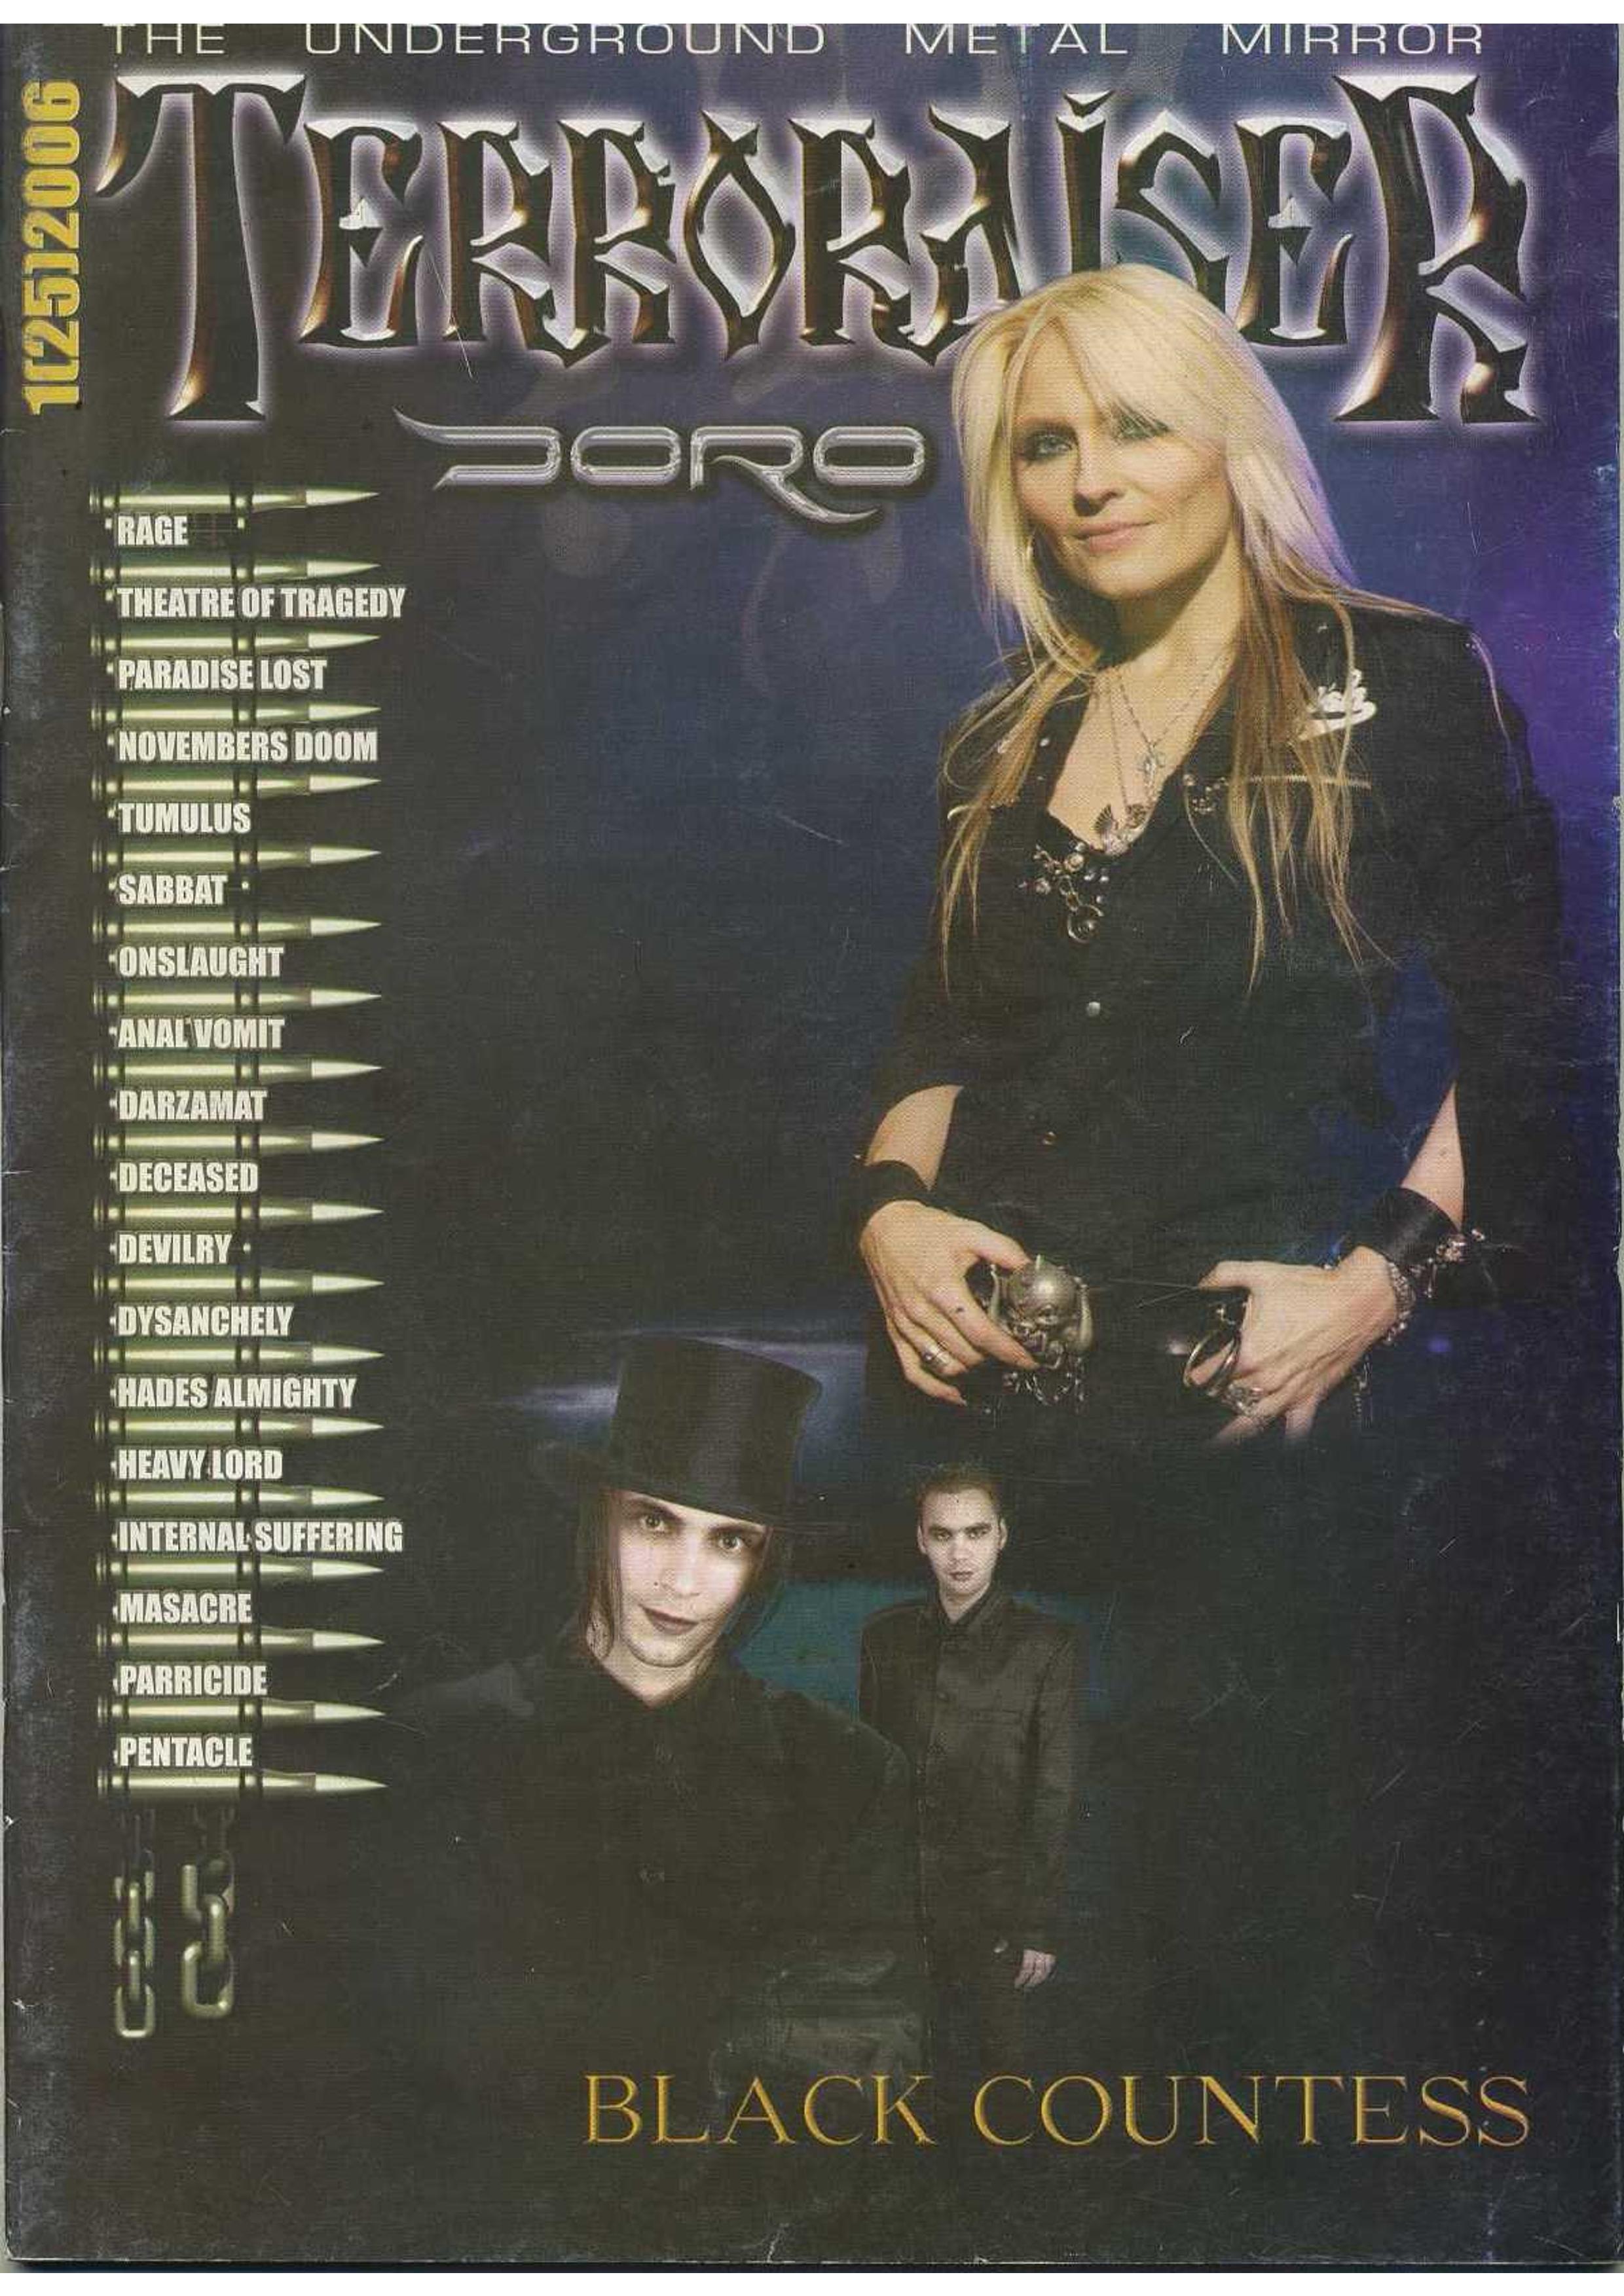 THE UNDERGROUND METAL MIRROR
TERRORAISER
1(25)2006
DORO
RAGE
THEATRE OF TRAGEDY
PARADISE LOST
NOVEMBERS DOOM
TUMULUS
SABBAT
ONSLAUGHT
ANAL VOMIT
DARZAMAT
DECEASED
DEVILRY
DYSANCHELY
HADES ALMIGHTY
HEAVY LORD
INTERNAL SUFFERING
MASACRE
PARRICIDE
PENTACLE
BLACK COUNTESS